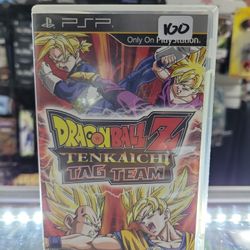 PSP
100
Only On PlayStation.
DRAGON BALL Z
TENKAICHI
TAG TEAM